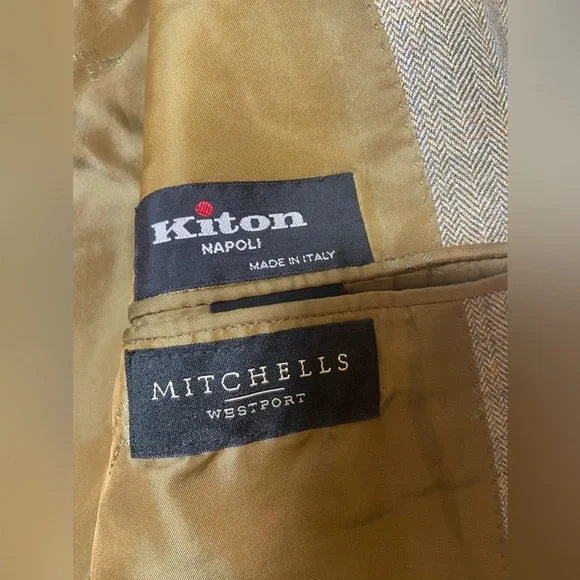 Kiton
NAPOLI
MADE IN ITALY
MITCHELLS
WESTPORT